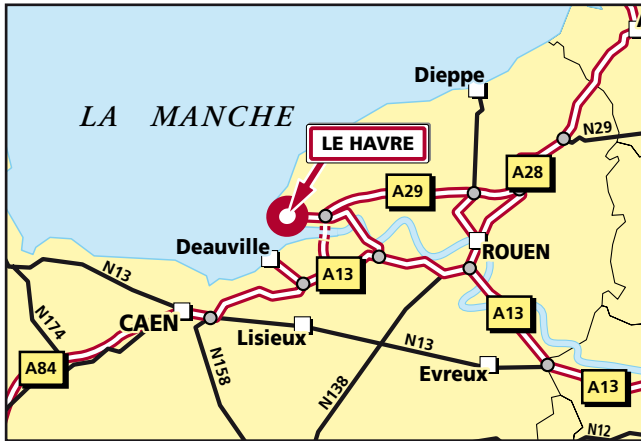 Dieppe
LA MANCHE
N29
LE HAVRE
A28
A29
Deauville
ROUEN
N13
A13
CAEN
N174
Lisieux
N13
A13
A84
N158
N138
Evreux
A13
N12